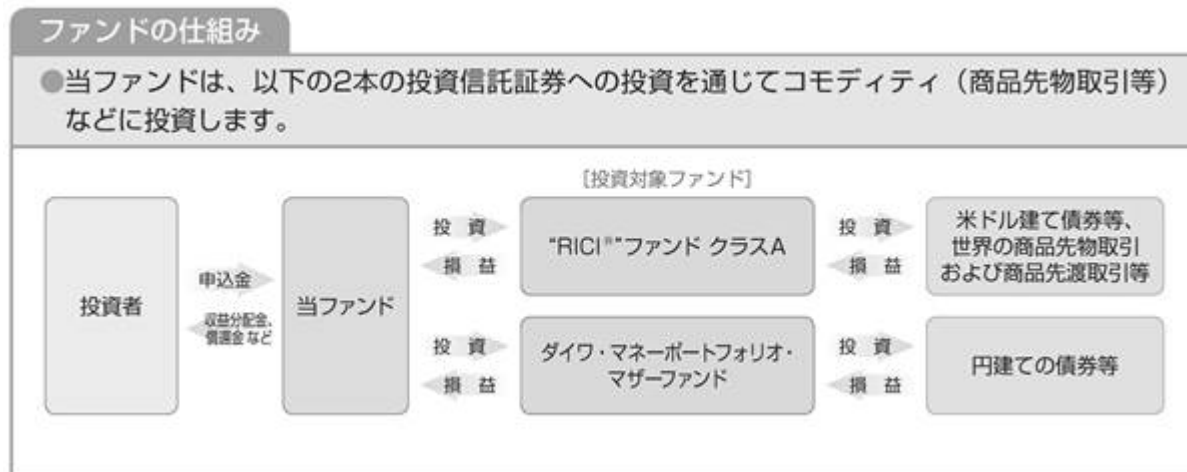 ファンドの仕組み
●当ファンドは、以下の2本の投資信託証券への投資を通じてコモディティ（商品先物取引等）
などに投資します。
[投資対象ファンド]
投資者
申込金
収益分配金、
償還金 など
当ファンド
投 資
損 益
"RICI®"ファンド クラスA
投 資
損 益
米ドル建て債券等、
世界の商品先物取引
および商品先渡取引等
投 資
損 益
ダイワ・マネーポートフォリオ・
マザーファンド
投 資
損 益
円建ての債券等